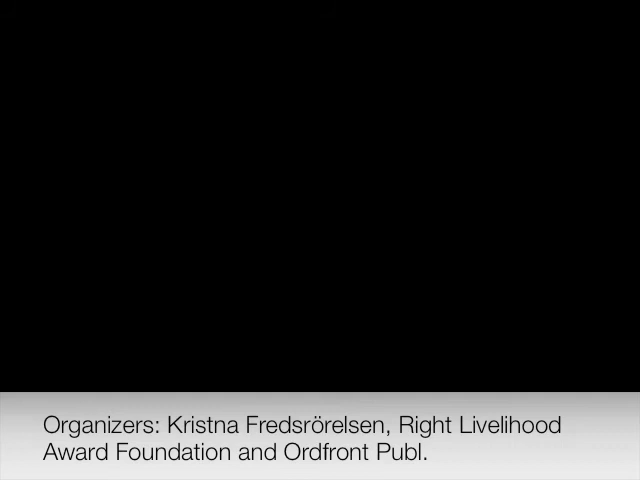 Organizers: Kristna Fredsrörelsen, Right Livelihood
Award Foundation and Ordfront Publ.